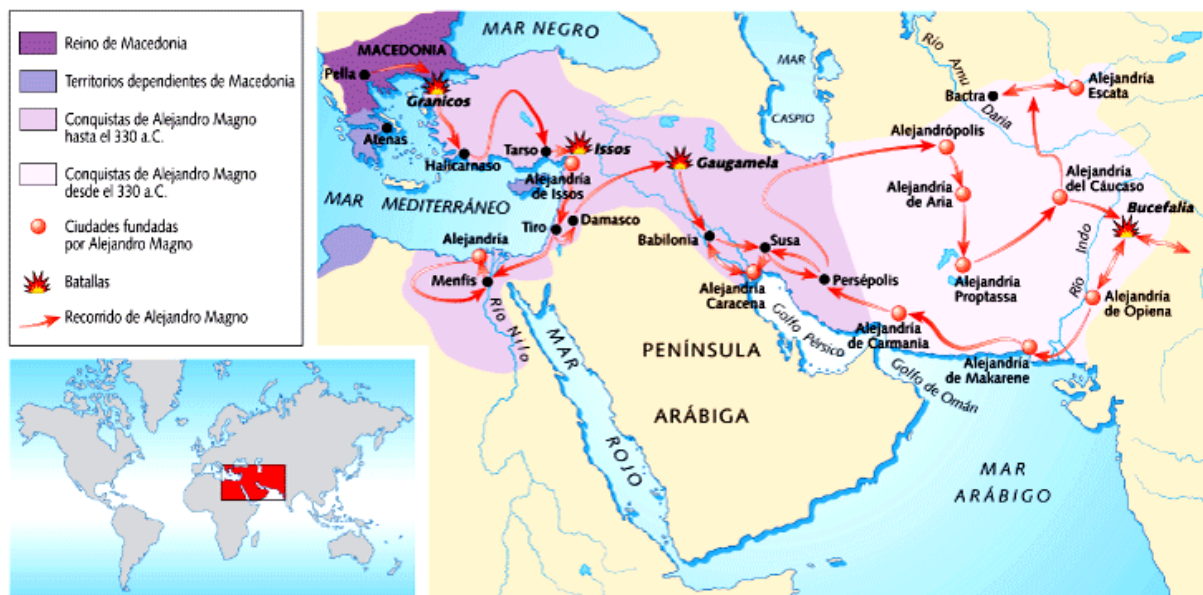 Reino de Macedonia
Territorios dependientes de Macedonia
Conquistas de Alejandro Magno
hasta el 330 a.C.
Conquistas de Alejandro Magno
desde el 330 a.C.
Ciudades fundadas
por Alejandro Magno
Batallas
Recorrido de Alejandro Magno
MAR NEGRO
MACEDONIA
Pella
Granicos
Atenas
Halicarnaso
Tarso
Issos
Alejandría
de Issos
MAR MEDITERRÁNEO
Tiro
Damasco
Alejandría
Menfis
Río Nilo
MAR ROJO
Gaugamela
Babilonia
Susa
Alejandría
Caracena
Persépolis
Golfo Pérsico
PENÍNSULA
ARÁBIGA
MAR
CASPIO
Río Amu
Daria
Bactra
Alejandría
Escata
Alejandrópolis
Alejandría
de Aria
Alejandría
del Cáucaso
Bucefalia
Alejandría
Proptassa
Río Indo
Alejandría
de Opiena
Alejandría
de Carmania
Alejandría
de Makarene
Golfo de Omán
MAR
ARÁBIGO